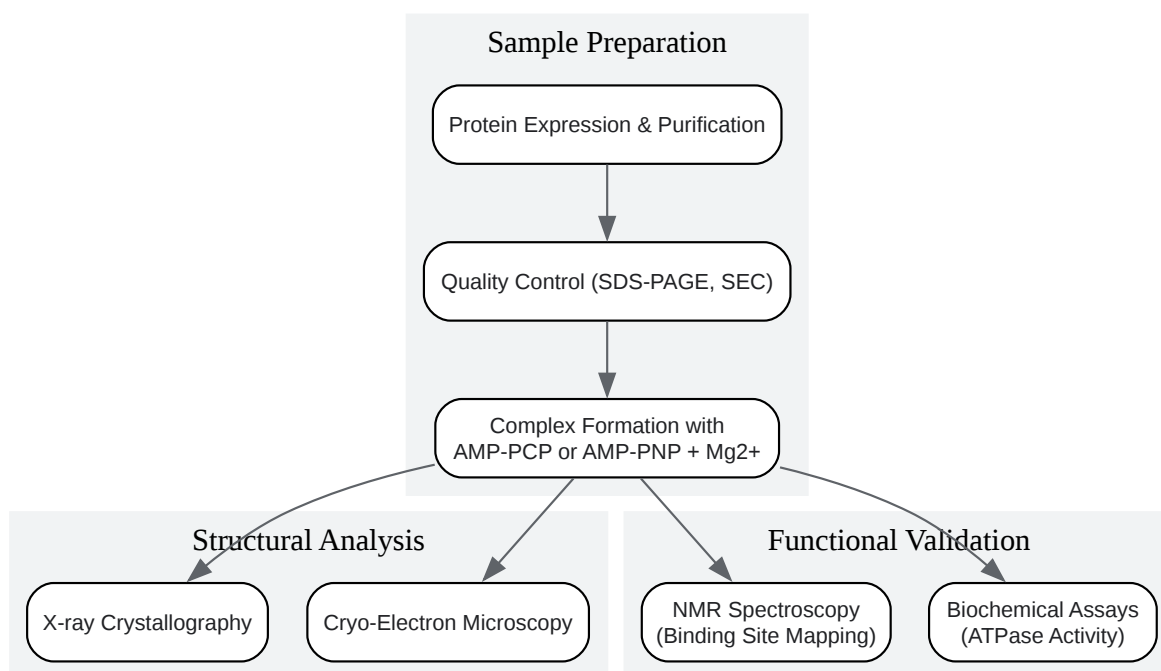 Sample Preparation
Protein Expression & Purification
Quality Control (SDS-PAGE, SEC)
Complex Formation with
AMP-PCP or AMP-PNP + Mg2+
Structural Analysis
X-ray Crystallography
Cryo-Electron Microscopy
Functional Validation
NMR Spectroscopy
(Binding Site Mapping)
Biochemical Assays
(ATPase Activity)